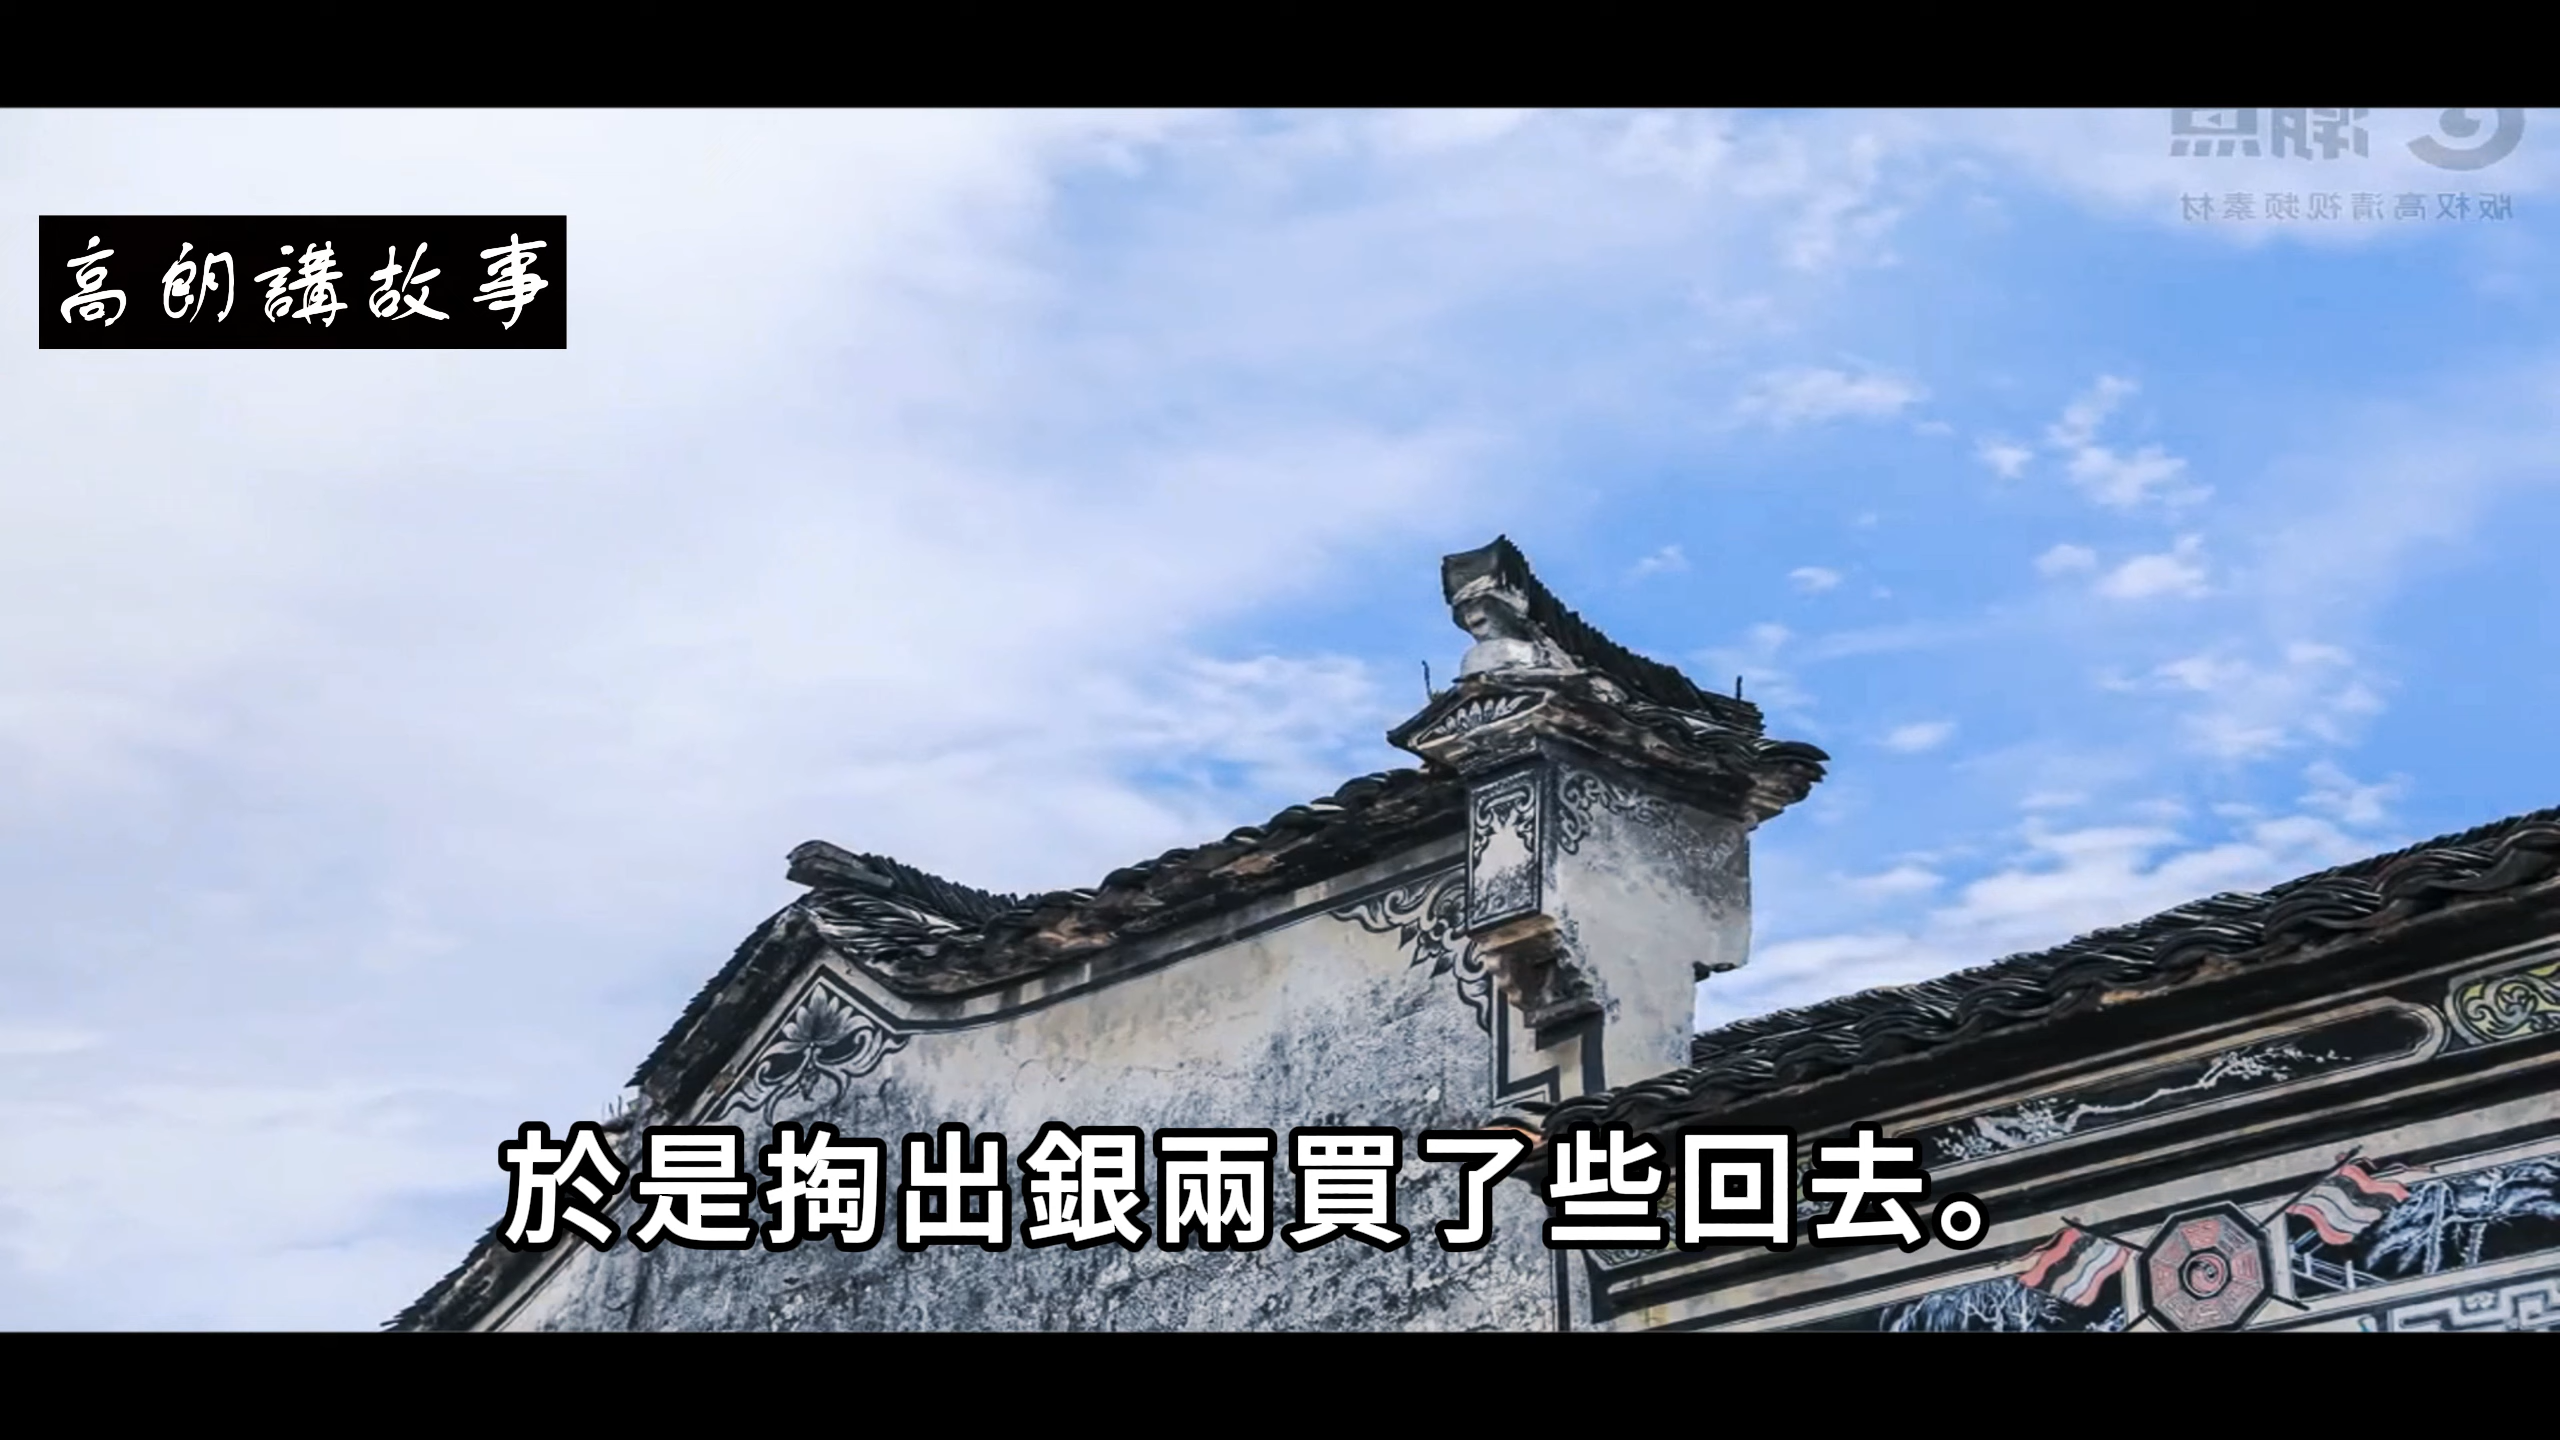 高朗講故事
版权高清视频素材
於是掏出銀兩買了些回去。